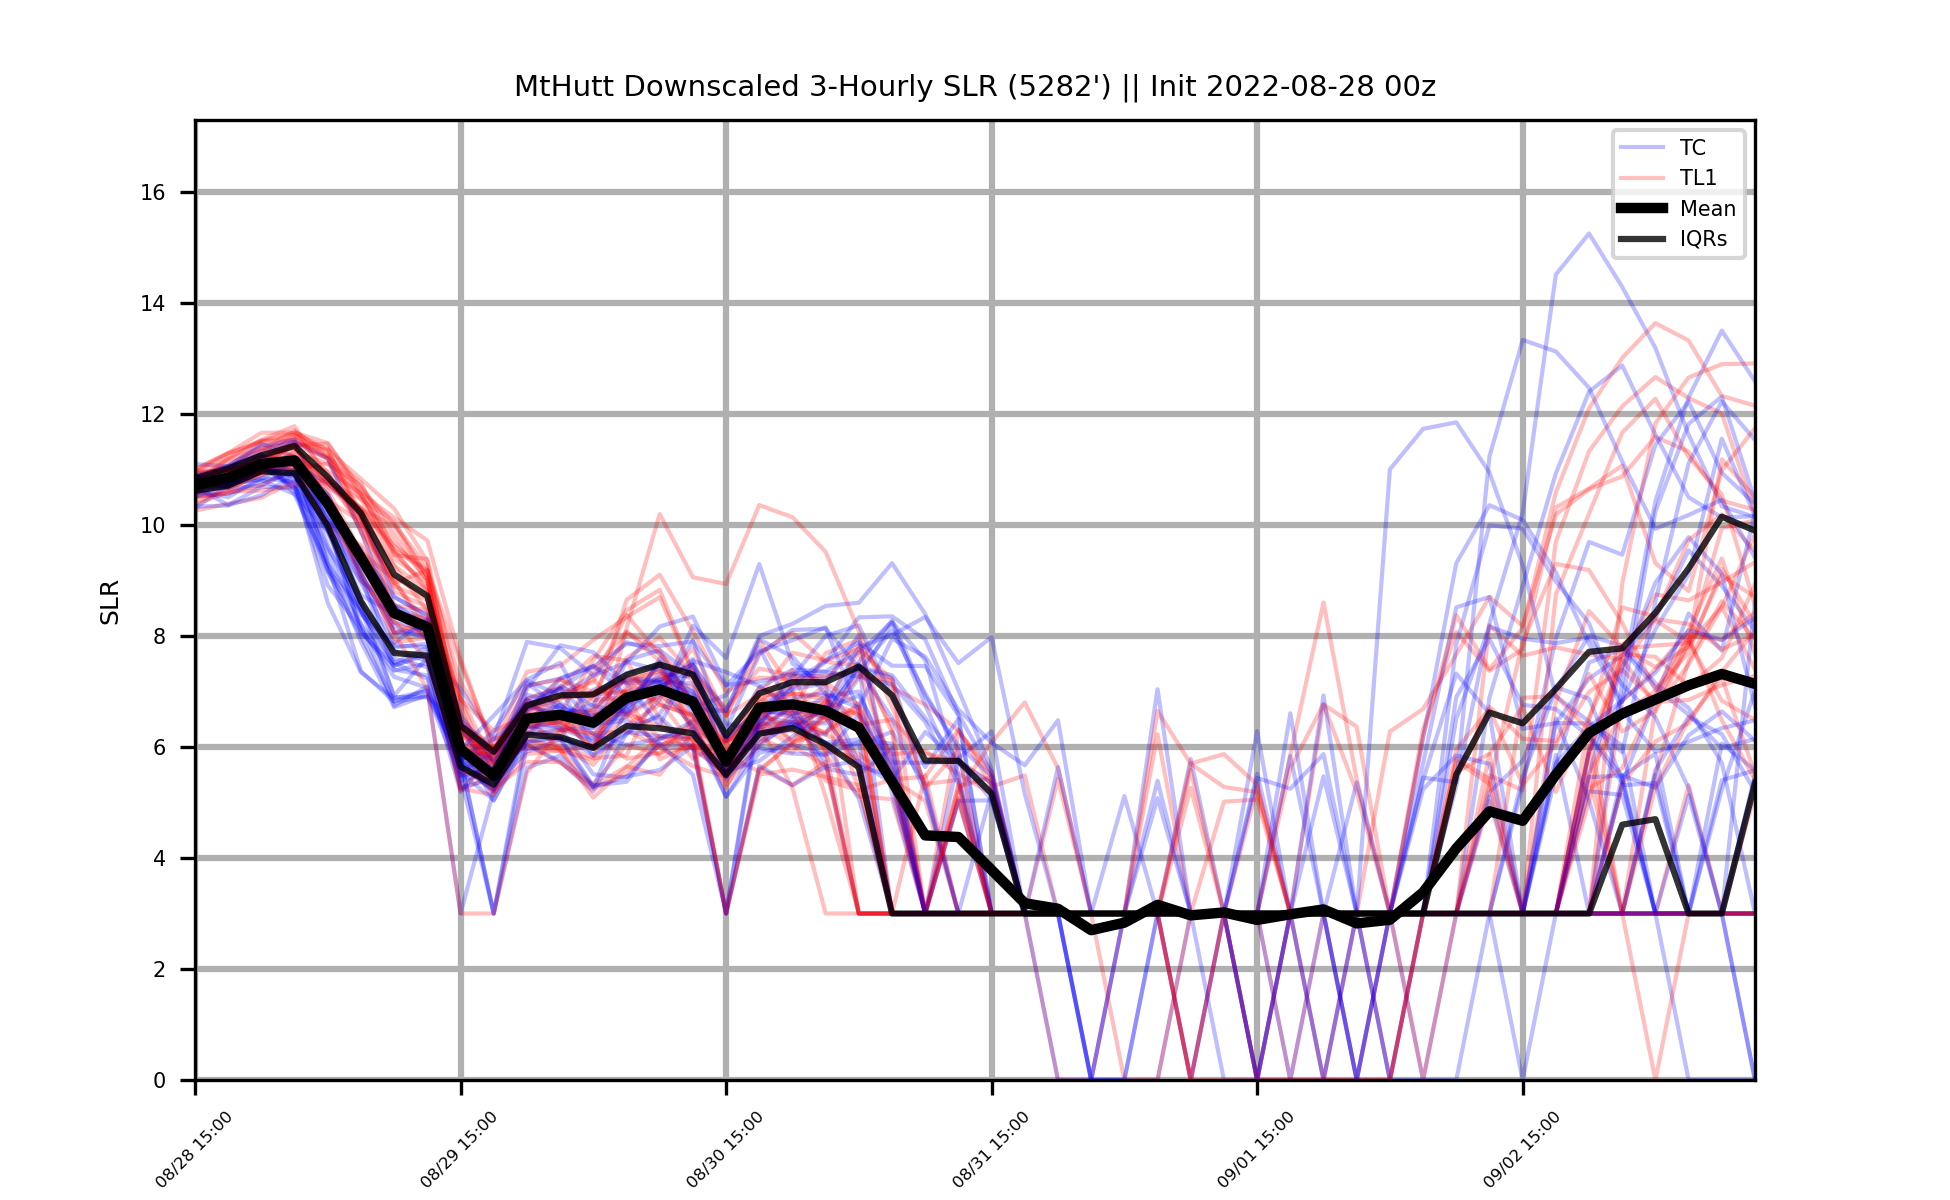 MtHutt Downscaled 3-Hourly SLR (5282') || Init 2022-08-28 00z
TC
TL1
Mean
IQRs
16
14
12
10
8
6
4
2
0
SLR
08/28 15:00
08/29 15:00
08/30 15:00
08/31 15:00
09/01 15:00
09/02 15:00